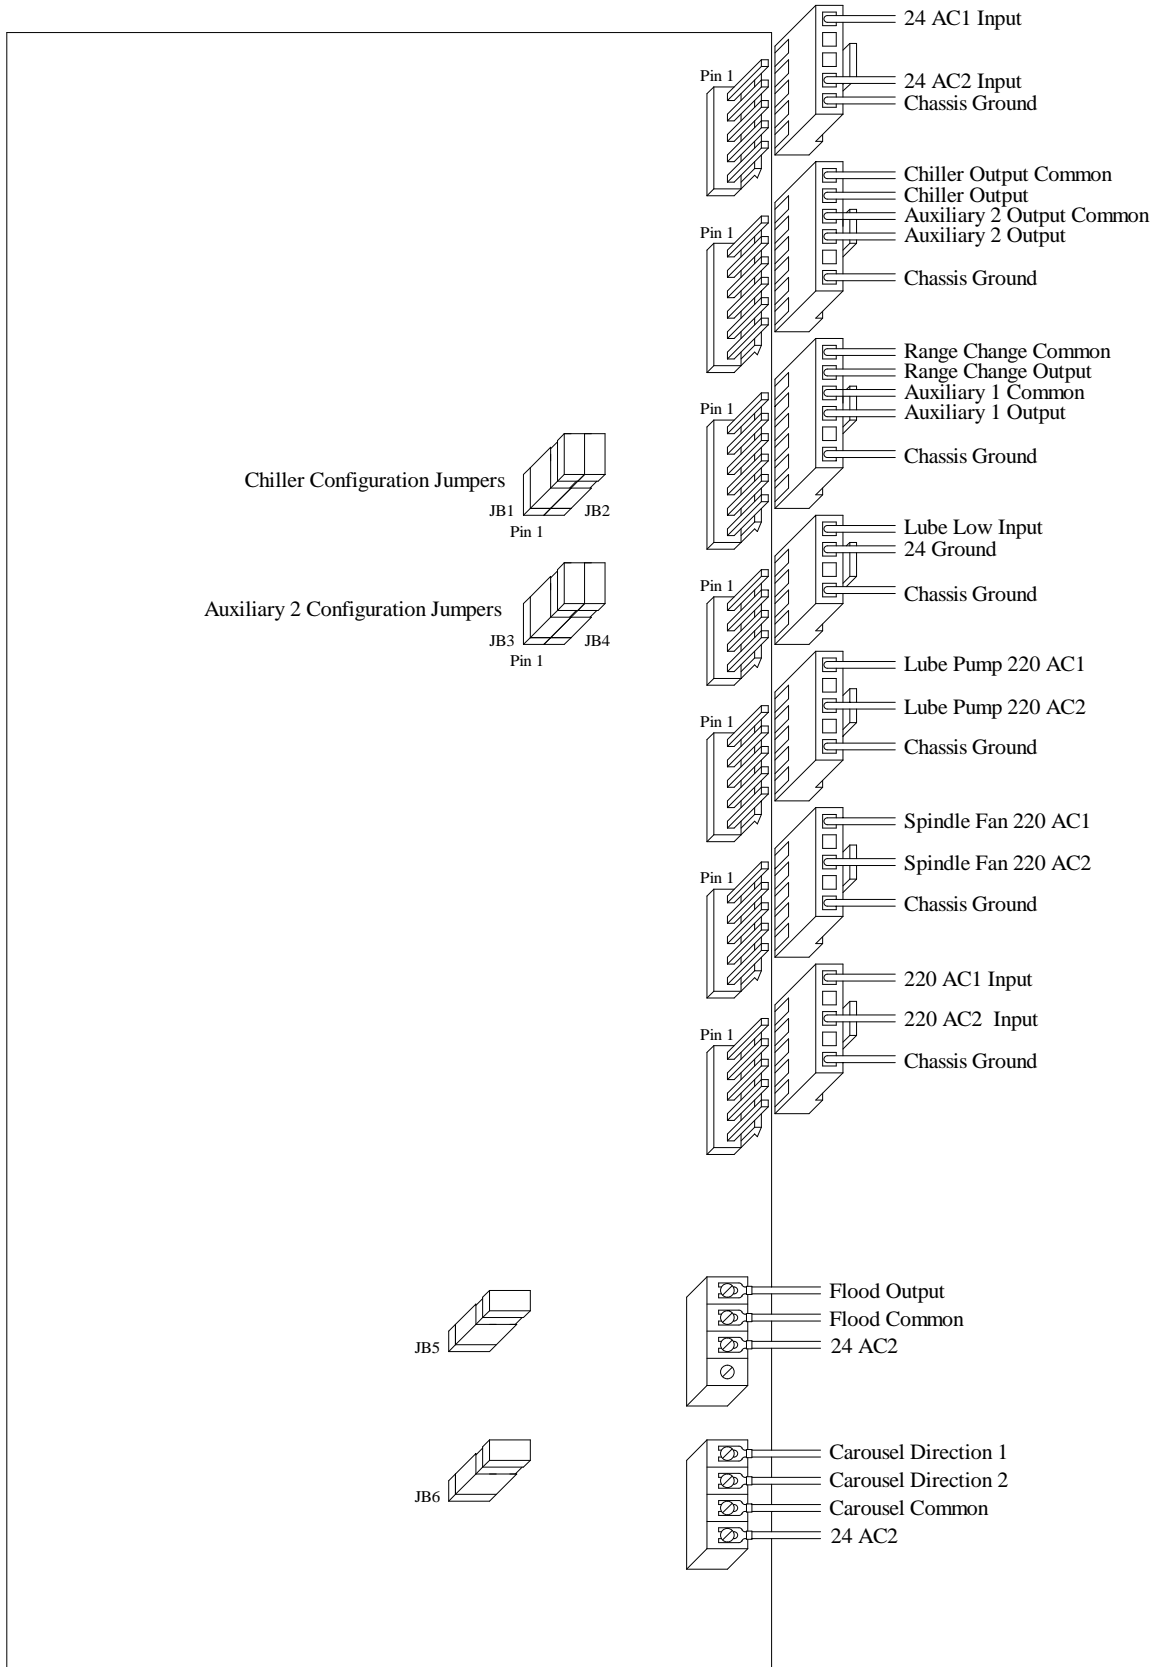 24 AC1 Input
Pin 1
24 AC2 Input
Chassis Ground
Chiller Output Common
Chiller Output
Auxiliary 2 Output Common
Pin 1
Auxiliary 2 Output
Chassis Ground
Range Change Common
Range Change Output
Auxiliary 1 Common
Pin 1
Auxiliary 1 Output
Chassis Ground
Chiller Configuration Jumpers
JB1
JB2
Pin 1
Lube Low Input
24 Ground
Pin 1
Chassis Ground
Auxiliary 2 Configuration Jumpers
JB3
JB4
Pin 1
Lube Pump 220 AC1
Lube Pump 220 AC2
Pin 1
Chassis Ground
Spindle Fan 220 AC1
Spindle Fan 220 AC2
Pin 1
Chassis Ground
220 AC1 Input
220 AC2 Input
Pin 1
Chassis Ground
Flood Output
Flood Common
24 AC2
JB5
Carousel Direction 1
Carousel Direction 2
JB6
Carousel Common
24 AC2